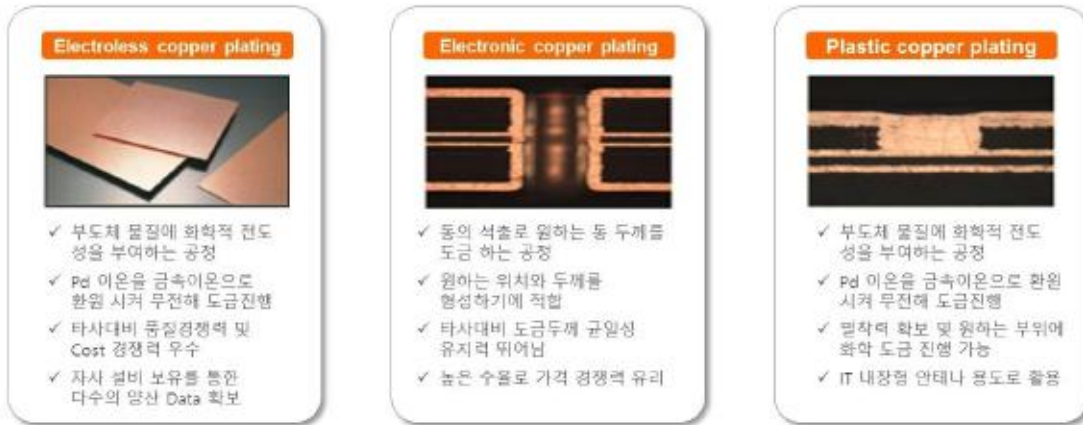 Electroless copper plating
✓ 부도체 물질에 화학적 전도
성을 부여하는 공정
✓ Pd 이온을 금속이온으로
환원 시켜 무전해 도금진행
✓ 타사대비 품질경쟁력 및
Cost 경쟁력 우수
✓ 자사 설비 보유를 통한
다수의 양산 Data 확보
Electronic copper plating
✓ 동의 석출로 원하는 동 두께를
도금 하는 공정
✓ 원하는 위치와 두께를
형성하기에 적합
✓ 타사대비 도금두께 균일성
유지력 뛰어남
✓ 높은 수율로 가격 경쟁력 유리
Plastic copper plating
✓ 부도체 물질에 화학적 전도
성을 부여하는 공정
✓ Pd 이온을 금속이온으로 환원
시켜 무전해 도금진행
✓ 밀착력 확보 및 원하는 부위에
화학 도금 진행 가능
✓ IT 내장형 안테나 용도로 활용